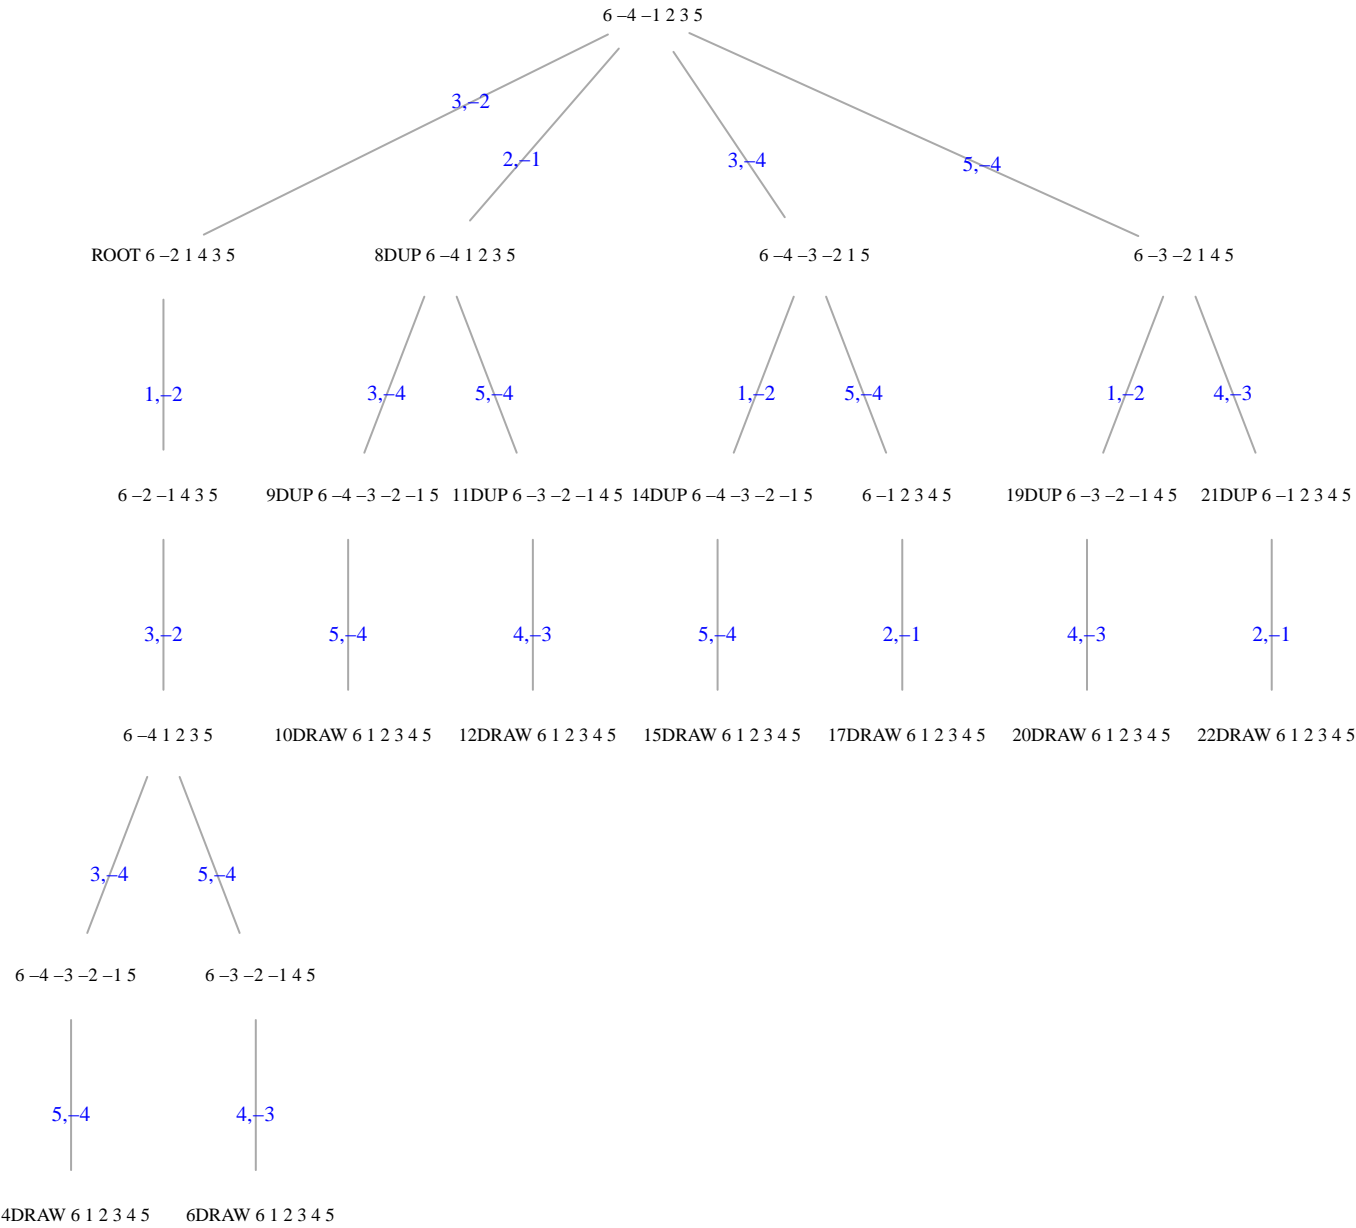 6 –4 –1 2 3 5
3,–2
2,–1
3,–4
5,–4
ROOT 6 –2 1 4 3 5
8DUP 6 –4 1 2 3 5
6 –4 –3 –2 1 5
6 –3 –2 1 4 5
1,–2
3,–4
5,–4
1,–2
5,–4
1,–2
4,–3
6 –2 –1 4 3 5
9DUP 6 –4 –3 –2 –1 5
11DUP 6 –3 –2 –1 4 5
14DUP 6 –4 –3 –2 –1 5
6 –1 2 3 4 5
19DUP 6 –3 –2 –1 4 5
21DUP 6 –1 2 3 4 5
3,–2
5,–4
4,–3
5,–4
2,–1
4,–3
2,–1
6 –4 1 2 3 5
10DRAW 6 1 2 3 4 5
12DRAW 6 1 2 3 4 5
15DRAW 6 1 2 3 4 5
17DRAW 6 1 2 3 4 5
20DRAW 6 1 2 3 4 5
22DRAW 6 1 2 3 4 5
3,–4
5,–4
6 –4 –3 –2 –1 5
6 –3 –2 –1 4 5
5,–4
4,–3
4DRAW 6 1 2 3 4 5
6DRAW 6 1 2 3 4 5